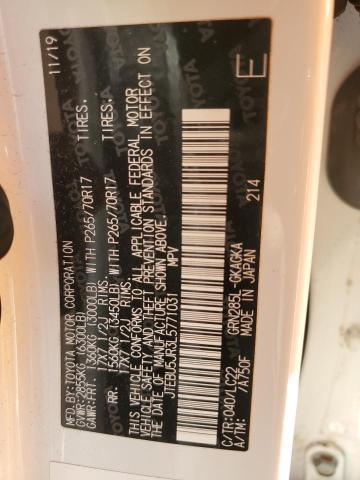 MFD. BY: TOYOTA MOTOR CORPORATION 11/19
GVWR: 2855KG (6300LB)
GAWR: FRT. 1360KG (3000LB) WITH P265/70R17 TIRES.
17X7 1/2J RIMS
RR. 1560KG (3450LB) WITH P265/70R17 TIRES.
17X7 1/2J RIMS
THIS VEHICLE CONFORMS TO ALL APPLICABLE FEDERAL MOTOR
VEHICLE SAFETY AND THEFT PREVENTION STANDARDS IN EFFECT ON
THE DATE OF MANUFACTURE SHOWN ABOVE.
JTEBU5JR3L5771031 MPV
E
214
C/TR:040/LC22 GRN285L-GKAGKA
A/TM: /A750F MADE IN JAPAN